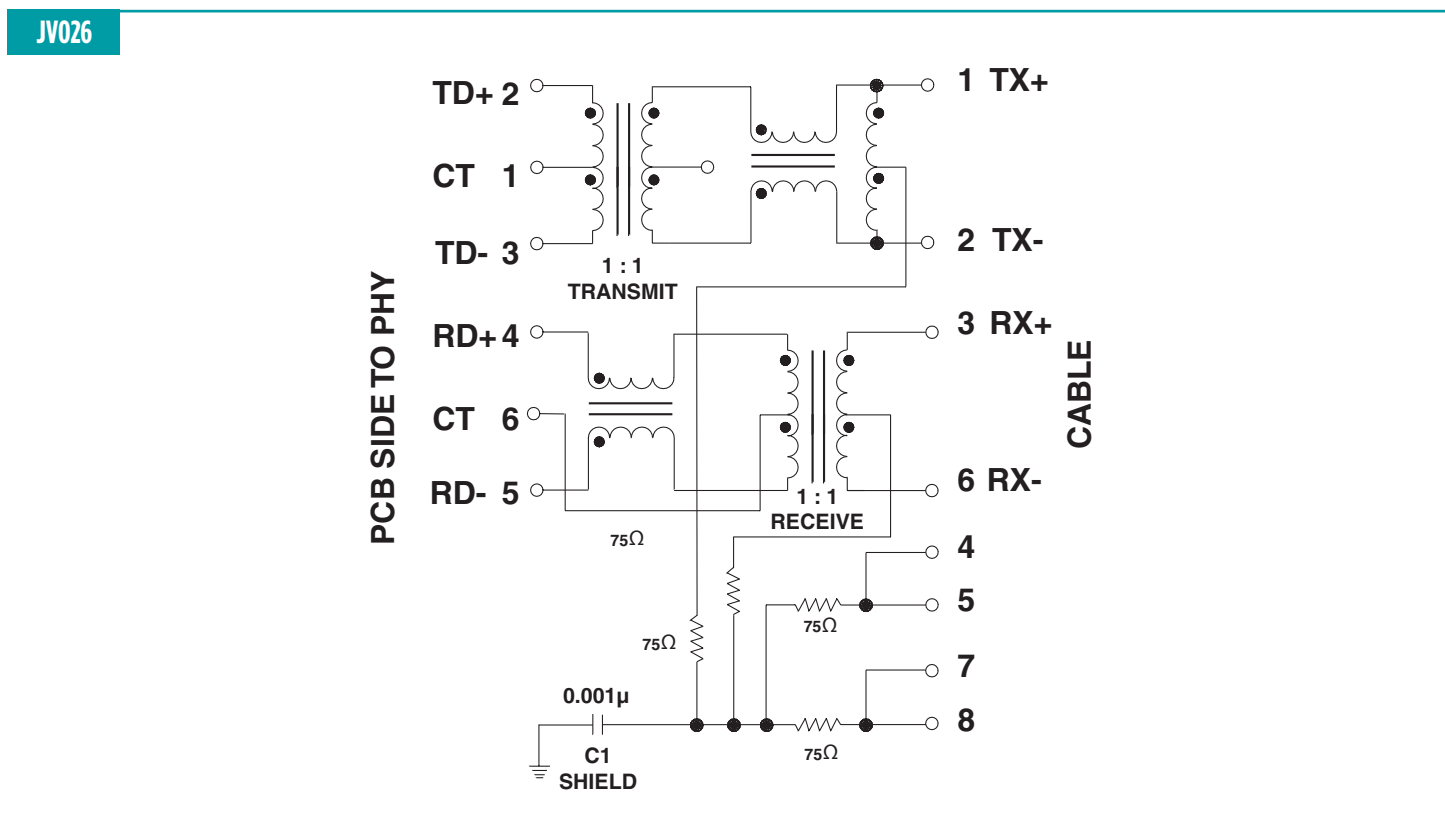 JV026
TD+ 2
1 TX+
CT 1
TD- 3
2 TX-
1 : 1
TRANSMIT
PCB SIDE TO PHY
RD+ 4
3 RX+
CABLE
CT 6
RD- 5
6 RX-
1 : 1
RECEIVE
75Ω
4
5
75Ω
75Ω
7
0.001µ
8
C1
75Ω
SHIELD